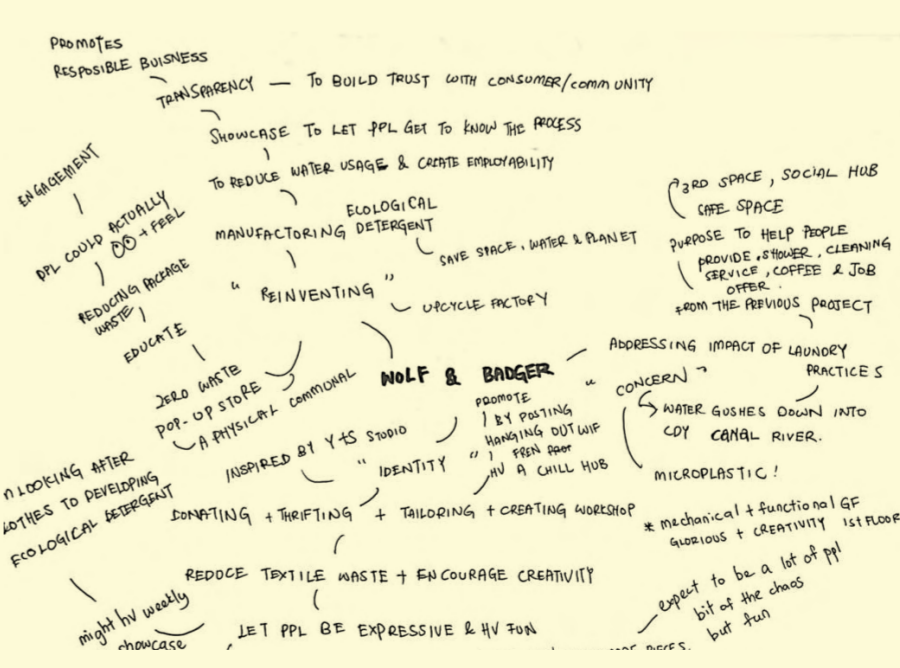 PROMOTES
RESPOSIBLE BUISNESS
TRANSPARENCY — TO BUILD TRUST WITH CONSUMER/COMMUNITY
SHOWCASE TO LET PPL GET TO KNOW THE PROCESS
TO REDUCE WATER USAGE & CREATE EMPLOYABILITY
ENGAGEMENT
PPL COULD ACTUALLY
+ FEEL
REDUCING PACKAGE
WASTE
EDUCATE
ZERO WASTE
POP-UP STORE
A PHYSICAL COMMUNAL
ECOLOGICAL
MANUFACTORING DETERGENT
SAVE SPACE, WATER & PLANET
"REINVENTING"
UPCYCLE FACTORY
3RD SPACE, SOCIAL HUB
SAFE SPACE
PURPOSE TO HELP PEOPLE
PROVIDE, SHOWER, CLEANING
SERVICE, COFFEE & JOB
OFFER.
FROM THE PREVIOUS PROJECT
WOLF & BADGER
ADDRESSING IMPACT OF LAUNDRY
PRACTICES
"CONCERN"
WATER GUSHES DOWN INTO
CDY CANAL RIVER.
MICROPLASTIC!
PROMOTE
BY POSTING
HANGING OUT WIF
FREN
HV A CHILL HUB
INSPIRED BY Y+S STUDIO
"IDENTITY"
DONATING + THRIFTING + TAILORING + CREATING WORKSHOP
REDUCE TEXTILE WASTE + ENCOURAGE CREATIVITY
LET PPL BE EXPRESSIVE & HV FUN
LOOKING AFTER
LOTHES TO DEVELOPING
ECOLOGICAL DETERGENT
might hv weekly
showcase
* mechanical + functional GF
GLORIOUS + CREATIVITY 1ST FLOOR
expect to be a lot of ppl
bit of the chaos
but fun